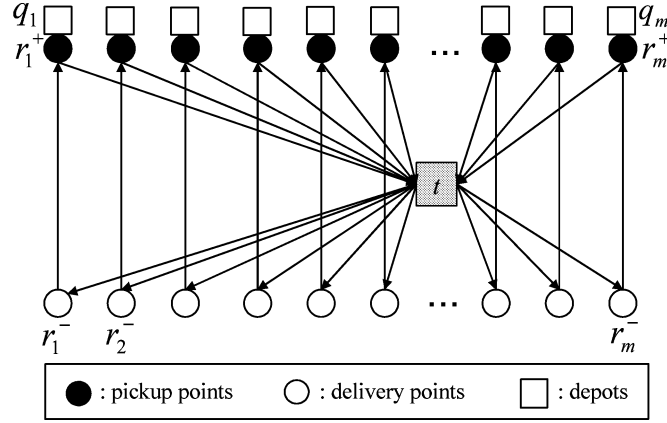 q₁ qₘ
r₁⁺ ... rₘ⁺
t
...
r₁⁻ r₂⁻ rₘ⁻
: pickup points : delivery points : depots